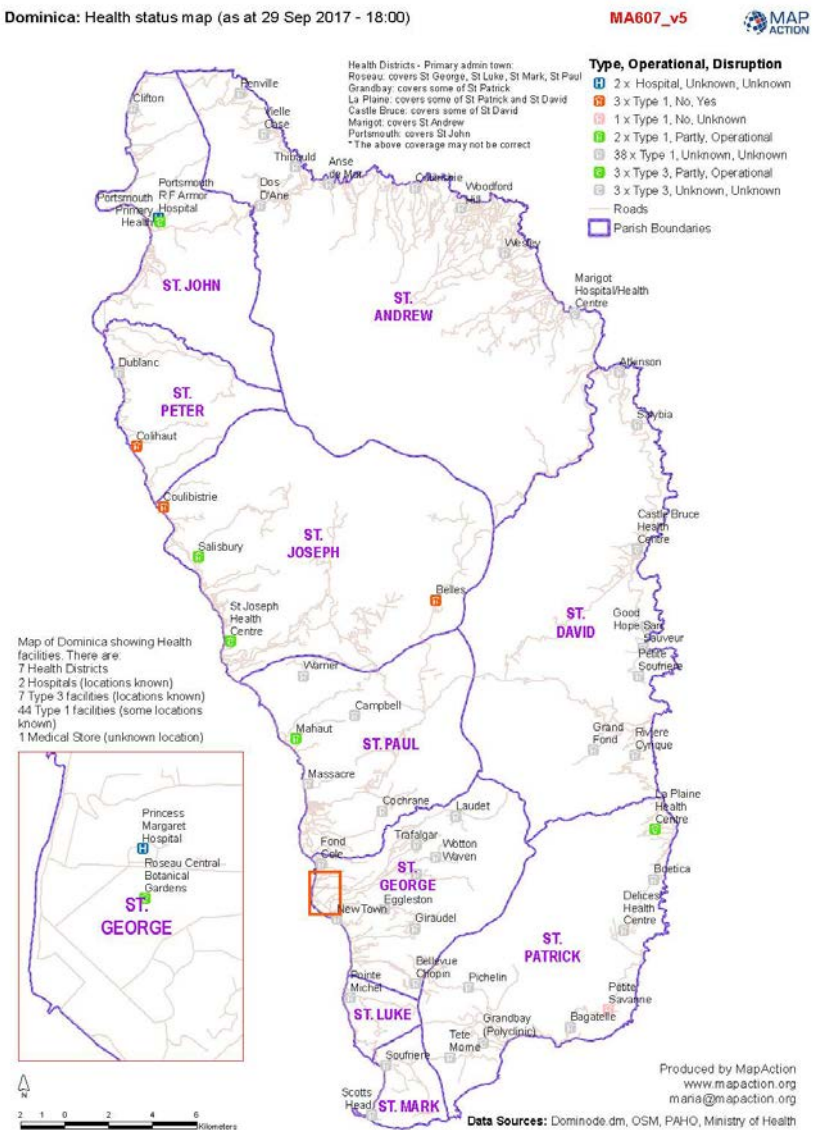 Dominica: Health status map (as at 29 Sep 2017 - 18:00)
MA607_v5
MAP
ACTION
Health Districts - Primary admin town:
Roseau: covers St George, St Luke, St Mark, St Paul
Grandbay: covers some of St Patrick
La Plaine: covers some of St Patrick and St David
Castle Bruce: covers some of St David
Marigot: covers St Andrew
Portsmouth: covers St John
* The above coverage may not be correct
Type, Operational, Disruption
H 2 x Hospital, Unknown, Unknown
3 x Type 1, No, Yes
1 x Type 1, No, Unknown
2 x Type 1, Partly, Operational
38 x Type 1, Unknown, Unknown
3 x Type 3, Partly, Operational
3 x Type 3, Unknown, Unknown
Roads
Parish Boundaries
Penville
Clifton
Vielle
Case
Thibauld
Anse
de Mai
Calibishie
Woodford
Hill
Portsmouth
R F Armor
Hospital
Dos
D'Ane
Portsmouth
Primary
Health
Wesley
ST. JOHN
ST.
ANDREW
Marigot
Hospital/Health
Centre
Dublanc
Atkinson
ST.
PETER
Salybia
Colihaut
Coulibistrie
Castle Bruce
Health
Centre
Salisbury
ST.
JOSEPH
Belles
St Joseph
Health
Centre
ST.
DAVID
Good
Hope San
Sauveur
Petite
Soufriere
Map of Dominica showing Health
facilities. There are:
7 Health Districts
2 Hospitals (locations known)
7 Type 3 facilities (locations known)
44 Type 1 facilities (some locations
known)
1 Medical Store (unknown location)
Warner
Campbell
Mahaut
ST. PAUL
Grand
Fond
Riviere
Cyrique
Massacre
Cochrane
Laudet
La Plaine
Health
Centre
Trafalgar
Wotton
Waven
Fond
Cole
ST.
GEORGE
Boetica
Eggleston
New Town
Giraudel
Delices
Health
Centre
Princess
Margaret
Hospital
H
Roseau Central
Botanical
Gardens
ST.
GEORGE
ST.
PATRICK
Bellevue
Chopin
Pichelin
Pointe
Michel
Petite
Savanne
ST. LUKE
Grandbay
(Polyclinic)
Bagatelle
Tete
Morne
Soufriere
Scotts
Head
ST. MARK
N
2 1 0 2 4 6
Kilometers
Produced by MapAction
www.mapaction.org
maria@mapaction.org
Data Sources: Dominode.dm, OSM, PAHO, Ministry of Health